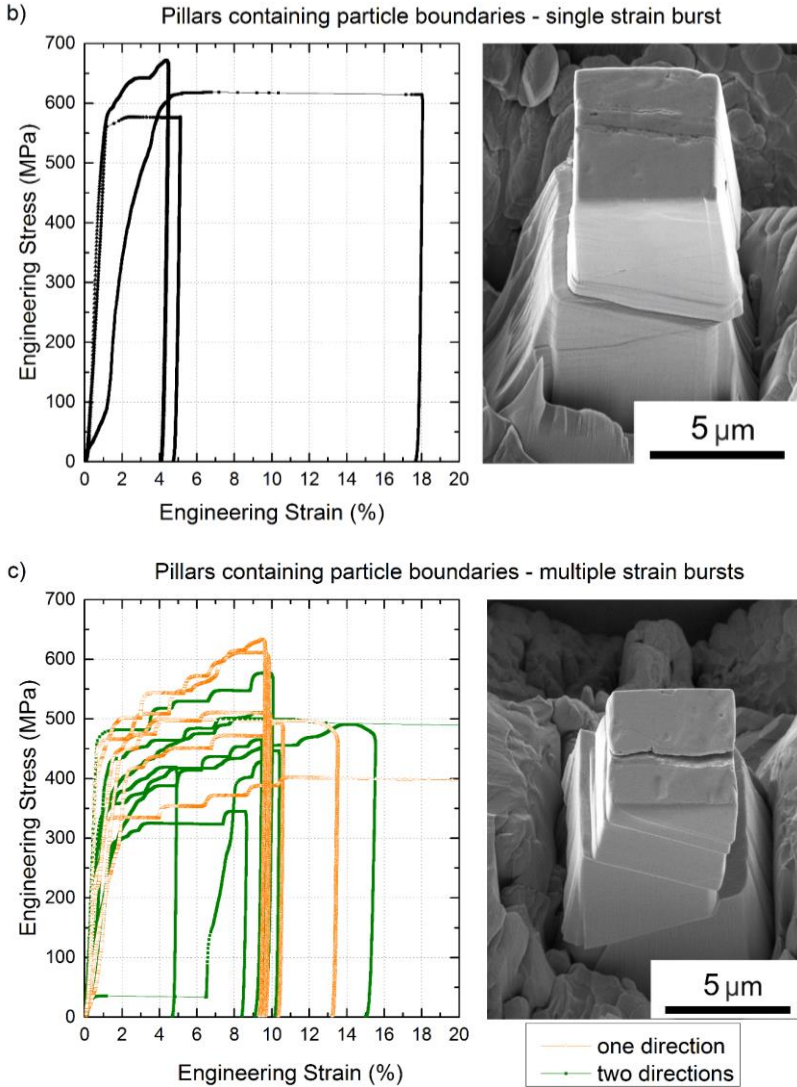 b) Pillars containing particle boundaries - single strain burst
700
600
500
400
300
200
100
0
Engineering Stress (MPa)
0 2 4 6 8 10 12 14 16 18 20
Engineering Strain (%)
5 µm
c) Pillars containing particle boundaries - multiple strain bursts
700
600
500
400
300
200
100
0
Engineering Stress (MPa)
0 2 4 6 8 10 12 14 16 18 20
Engineering Strain (%)
5 µm
one direction
two directions